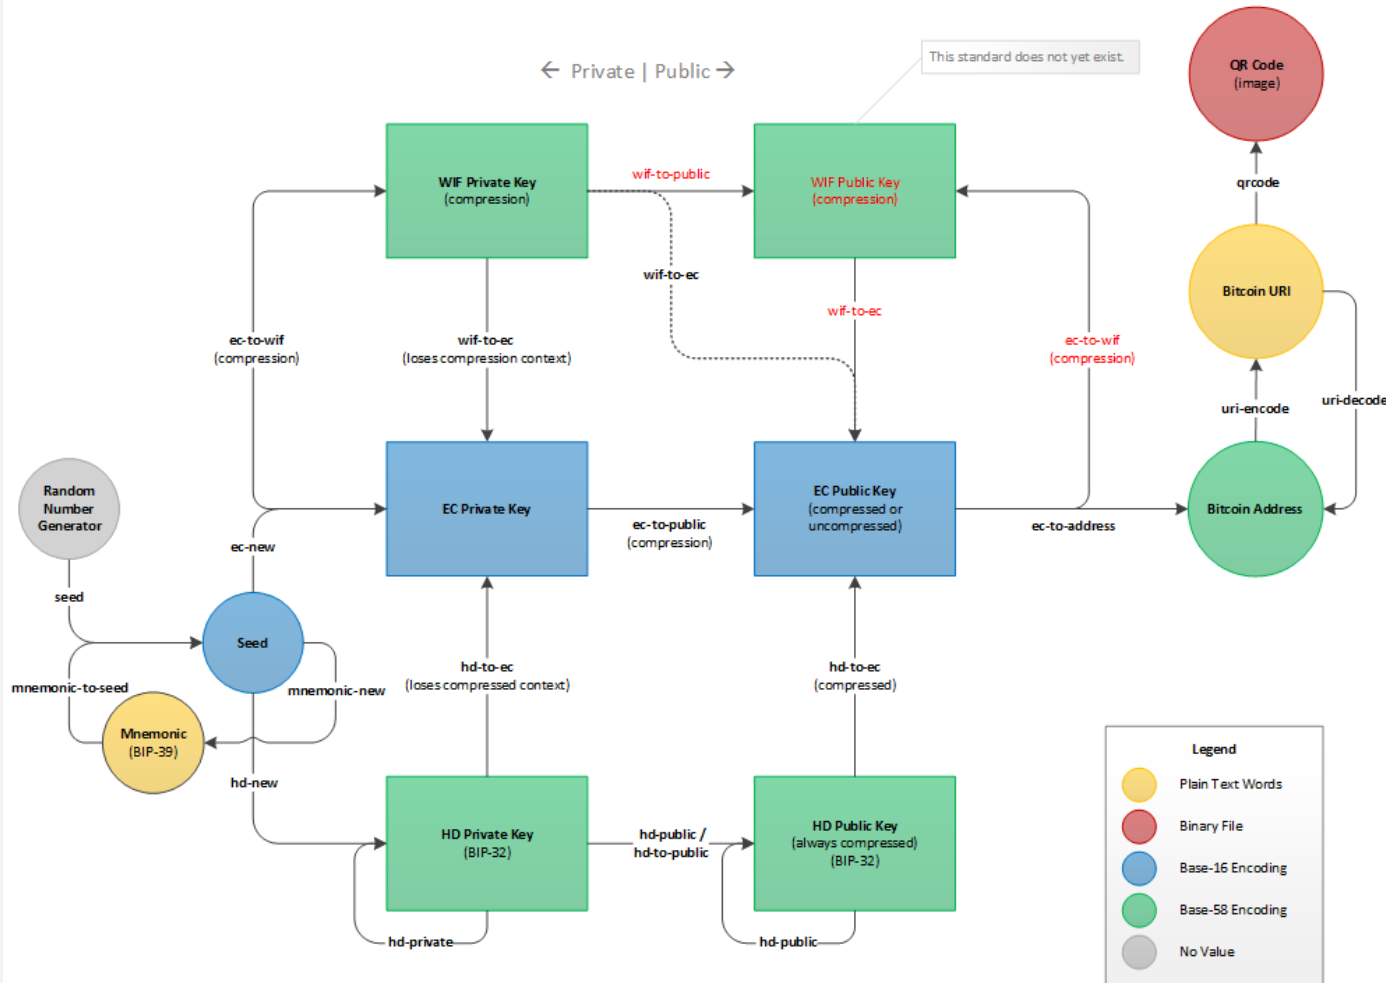 ← Private | Public →
This standard does not yet exist.
QR Code
(image)
WIF Private Key
(compression)
wif-to-public
WIF Public Key
(compression)
qrcode
wif-to-ec
Bitcoin URI
ec-to-wif
(compression)
wif-to-ec
(loses compression context)
wif-to-ec
ec-to-wif
(compression)
uri-encode
uri-decode
Random
Number
Generator
EC Private Key
ec-to-public
(compression)
EC Public Key
(compressed or
uncompressed)
ec-to-address
Bitcoin Address
ec-new
seed
Seed
mnemonic-to-seed
mnemonic-new
hd-to-ec
(loses compressed context)
hd-to-ec
(compressed)
Mnemonic
(BIP-39)
hd-new
HD Private Key
(BIP-32)
hd-public /
hd-to-public
HD Public Key
(always compressed)
(BIP-32)
hd-private
hd-public
Legend
Plain Text Words
Binary File
Base-16 Encoding
Base-58 Encoding
No Value